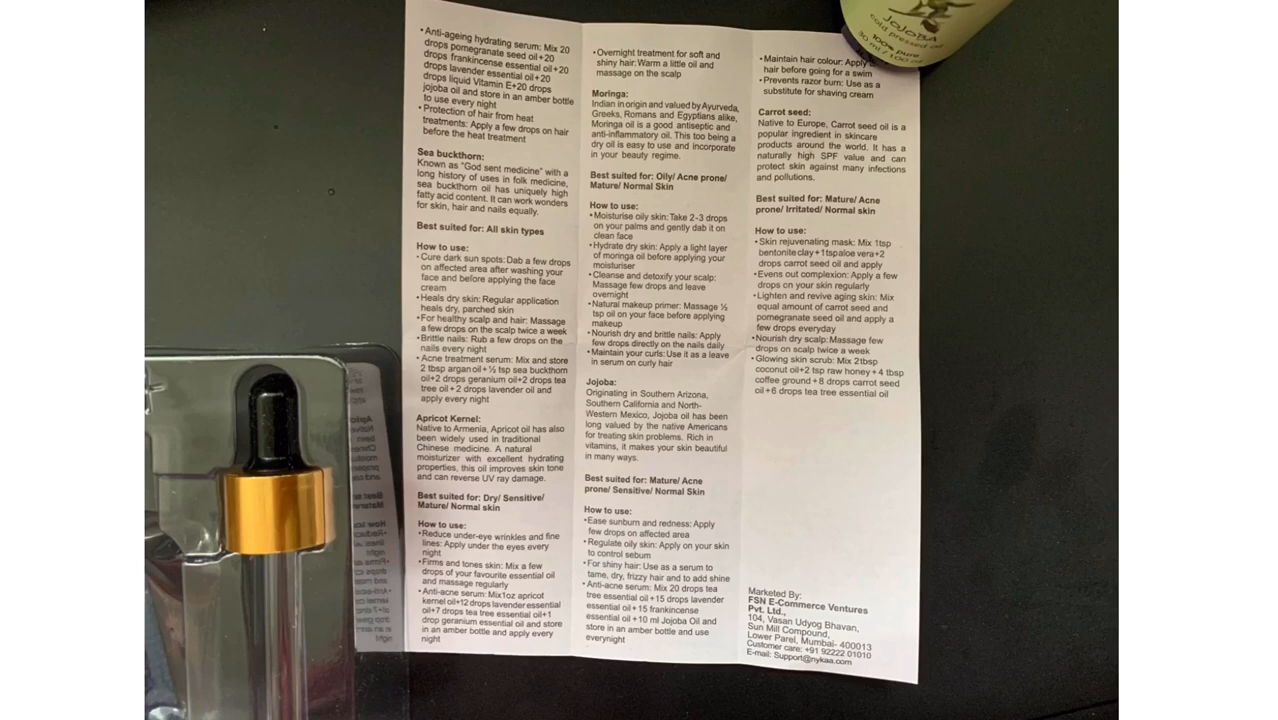 • Anti-ageing hydrating serum: Mix 20
drops pomegranate seed oil+20
drops frankincense essential oil+20
drops lavender essential oil+20
drops liquid Vitamin E+20 drops
jojoba oil and store in an amber bottle
to use every night
• Protection of hair from heat
treatments: Apply a few drops on hair
before the heat treatment
Sea buckthorn:
Known as "God sent medicine" with a
long history of uses in folk medicine,
sea buckthorn oil has uniquely high
fatty acid content. It can work wonders
for skin, hair and nails equally.
Best suited for: All skin types
How to use:
• Cure dark sun spots: Dab a few drops
on affected area after washing your
face and before applying the face
cream
• Heals dry skin: Regular application
heals dry, parched skin
• For healthy scalp and hair: Massage
a few drops on the scalp twice a week
• Brittle nails: Rub a few drops on the
nails every night
• Acne treatment serum: Mix and store
2 tbsp argan oil+½ tsp sea buckthorn
oil+2 drops geranium oil+2 drops tea
tree oil+2 drops lavender oil and
apply every night
Apricot Kernel:
Native to Armenia, Apricot oil has also
been widely used in traditional
Chinese medicine. A natural
moisturizer with excellent hydrating
properties, this oil improves skin tone
and can reverse UV ray damage.
Best suited for: Dry/ Sensitive/
Mature/ Normal skin
How to use:
• Reduce under-eye wrinkles and fine
lines: Apply under the eyes every
night
• Firms and tones skin: Mix a few
drops of your favourite essential oil
and massage regularly
• Anti-acne serum: Mix1oz apricot
kernel oil+12 drops lavender essential
oil+7 drops tea tree essential oil+1
drop geranium essential oil and store
in an amber bottle and apply every
night
• Overnight treatment for soft and
shiny hair: Warm a little oil and
massage on the scalp
Moringa:
Indian in origin and valued by Ayurveda,
Greeks, Romans and Egyptians alike,
Moringa oil is a good antiseptic and
anti-inflammatory oil. This too being a
dry oil is easy to use and incorporate
in your beauty regime.
Best suited for: Oily/ Acne prone/
Mature/ Normal Skin
How to use:
• Moisturise oily skin: Take 2-3 drops
on your palms and gently dab it on
clean face
• Hydrate dry skin: Apply a light layer
of moringa oil before applying your
moisturiser
• Cleanse and detoxify your scalp:
Massage few drops and leave
overnight
• Natural makeup primer: Massage ½
tsp oil on your face before applying
makeup
• Nourish dry and brittle nails: Apply
few drops directly on the nails daily
• Maintain your curls: Use it as a leave
in serum on curly hair
Jojoba:
Originating in Southern Arizona,
Southern California and North-
Western Mexico, Jojoba oil has been
long valued by the native Americans
for treating skin problems. Rich in
vitamins, it makes your skin beautiful
in many ways.
Best suited for: Mature/ Acne
prone/ Sensitive/ Normal Skin
How to use:
• Ease sunburn and redness: Apply
few drops on affected area
• Regulate oily skin: Apply on your skin
to control sebum
• For shiny hair: Use as a serum to
tame, dry, frizzy hair and to add shine
• Anti-acne serum: Mix 20 drops tea
tree essential oil+15 drops lavender
essential oil+15 frankincense
essential oil+10 ml Jojoba Oil and
store in an amber bottle and use
everynight
JOJOBA
cold pressed oil
100% pure
30 ml/
• Maintain hair colour: Apply
hair before going for a swim
• Prevents razor burn: Use as a
substitute for shaving cream
Carrot seed:
Native to Europe, Carrot seed oil is a
popular ingredient in skincare
products around the world. It has a
naturally high SPF value and can
protect skin against many infections
and pollutions.
Best suited for: Mature/ Acne
prone/ Irritated/ Normal skin
How to use:
• Skin rejuvenating mask: Mix 1tsp
bentonite clay+1tsp aloe vera+2
drops carrot seed oil and apply
• Evens out complexion: Apply a few
drops on your skin regularly
• Lighten and revive aging skin: Mix
equal amount of carrot seed and
pomegranate seed oil and apply a
few drops everyday
• Nourish dry scalp: Massage few
drops on scalp twice a week
• Glowing skin scrub: Mix 2tbsp
coconut oil+2 tsp raw honey+4 tbsp
coffee ground+8 drops carrot seed
oil+6 drops tea tree essential oil
Marketed By:
FSN E-Commerce Ventures
Pvt. Ltd.,
104, Vasan Udyog Bhavan,
Sun Mill Compound,
Lower Parel, Mumbai- 400013
Customer care: +91 92222 01010
E-mail: Support@nykaa.com